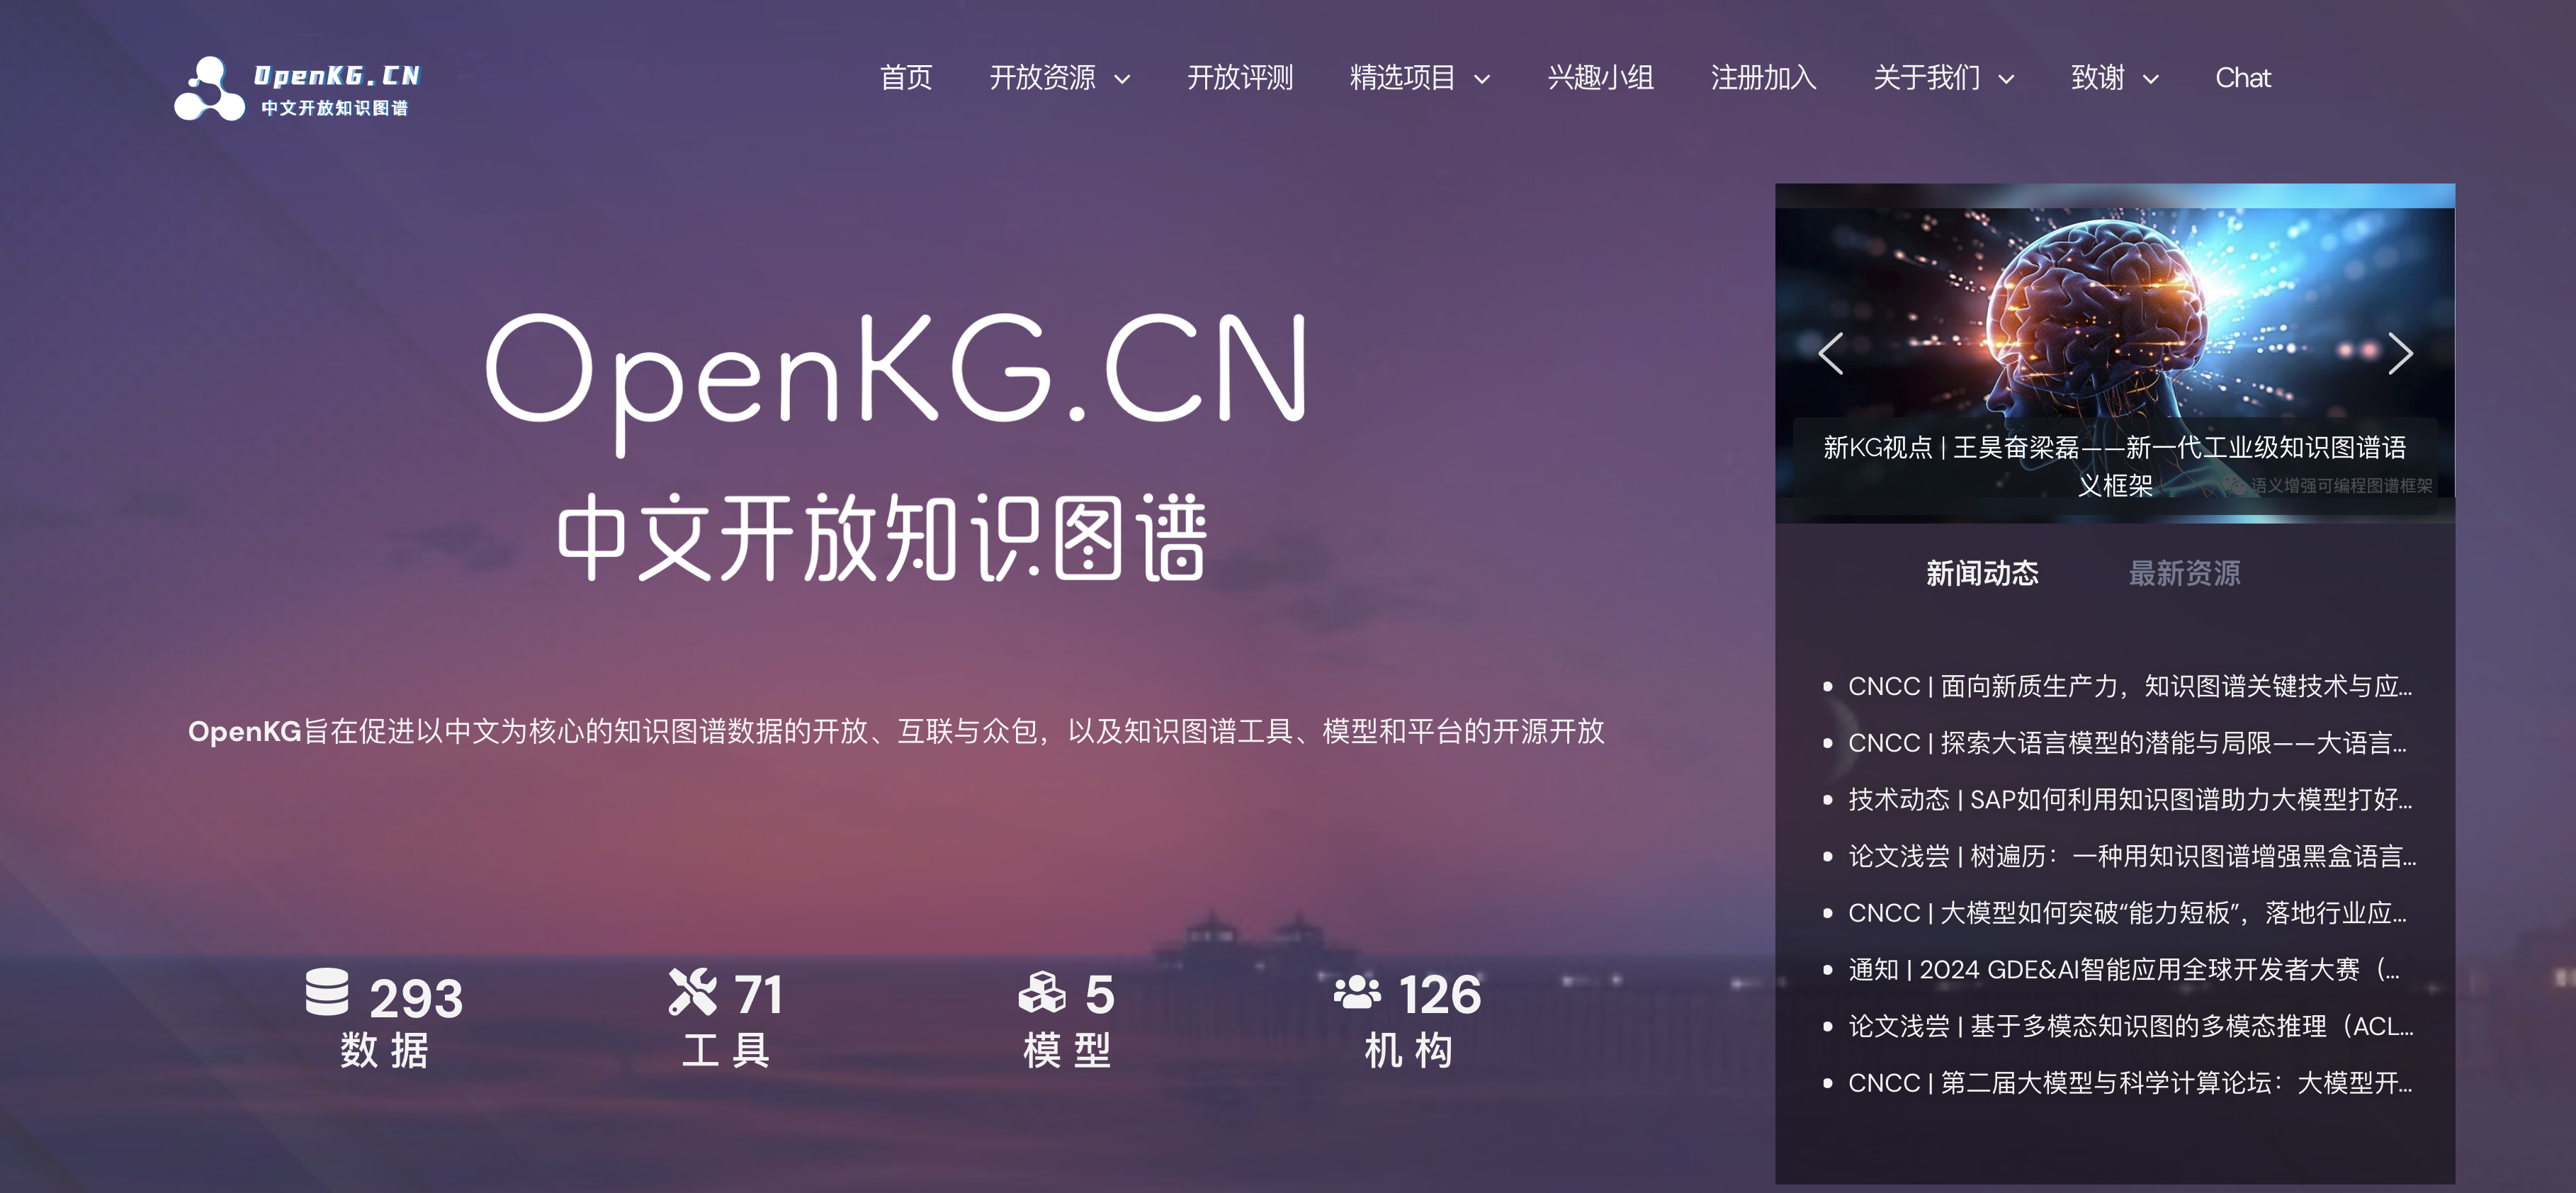 OpenKG.CN
中文开放知识图谱
首页 开放资源 开放评测 精选项目 兴趣小组 注册加入 关于我们 致谢 Chat
OpenKG.CN
中文开放知识图谱
OpenKG旨在促进以中文为核心的知识图谱数据的开放、互联与众包，以及知识图谱工具、模型和平台的开源开放
293
数据
71
工具
5
模型
126
机构
新KG视点 | 王昊奋梁磊——新一代工业级知识图谱语
义框架
语义增强可编程图谱框架
新闻动态 最新资源
CNCC | 面向新质生产力，知识图谱关键技术与应...
CNCC | 探索大语言模型的潜能与局限——大语言...
技术动态 | SAP如何利用知识图谱助力大模型打好...
论文浅尝 | 树遍历：一种用知识图谱增强黑盒语言...
CNCC | 大模型如何突破“能力短板”，落地行业应...
通知 | 2024 GDE&AI智能应用全球开发者大赛（...
论文浅尝 | 基于多模态知识图的多模态推理（ACL...
CNCC | 第二届大模型与科学计算论坛：大模型开...